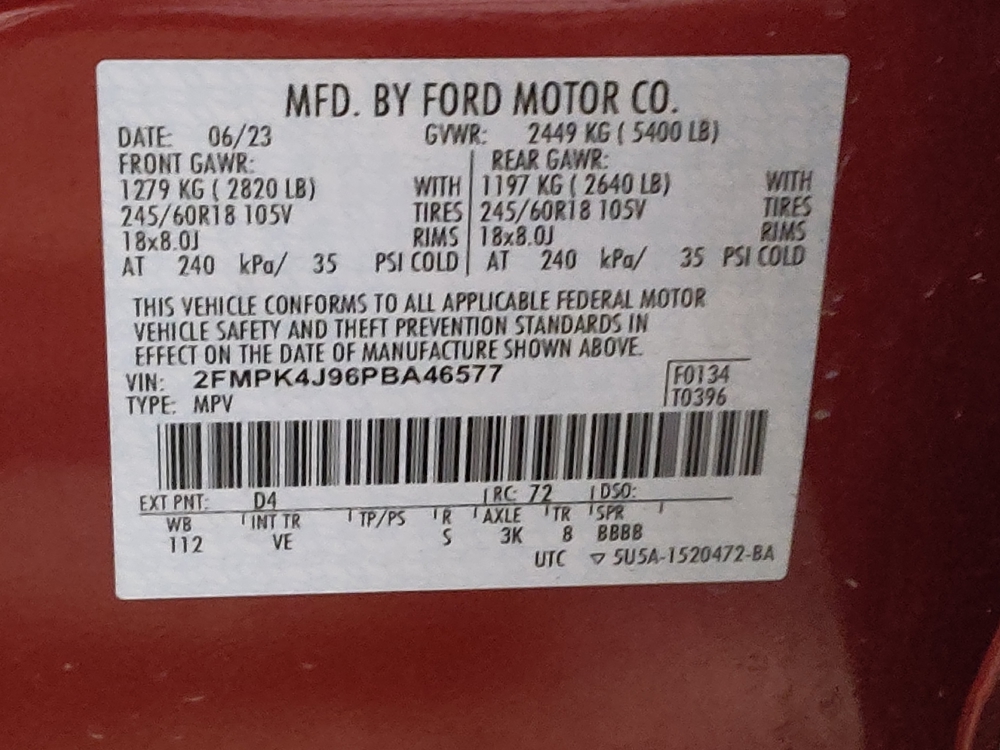 MFD. BY FORD MOTOR CO.
DATE: 06/23 GVWR: 2449 KG ( 5400 LB)
FRONT GAWR: REAR GAWR:
1279 KG ( 2820 LB) WITH 1197 KG ( 2640 LB) WITH
245/60R18 105V TIRES 245/60R18 105V TIRES
18x8.0J RIMS 18x8.0J RIMS
AT 240 kPa/ 35 PSI COLD AT 240 kPa/ 35 PSI COLD
THIS VEHICLE CONFORMS TO ALL APPLICABLE FEDERAL MOTOR
VEHICLE SAFETY AND THEFT PREVENTION STANDARDS IN
EFFECT ON THE DATE OF MANUFACTURE SHOWN ABOVE.
VIN: 2FMPK4J96PBA46577 F0134
TYPE: MPV T0396
EXT PNT: D4 RC: 72 DSO:
WB INT TR TP/PS R AXLE TR SPR
112 VE S 3K 8 BBBB
UTC ▽ 5U5A-1520472-BA